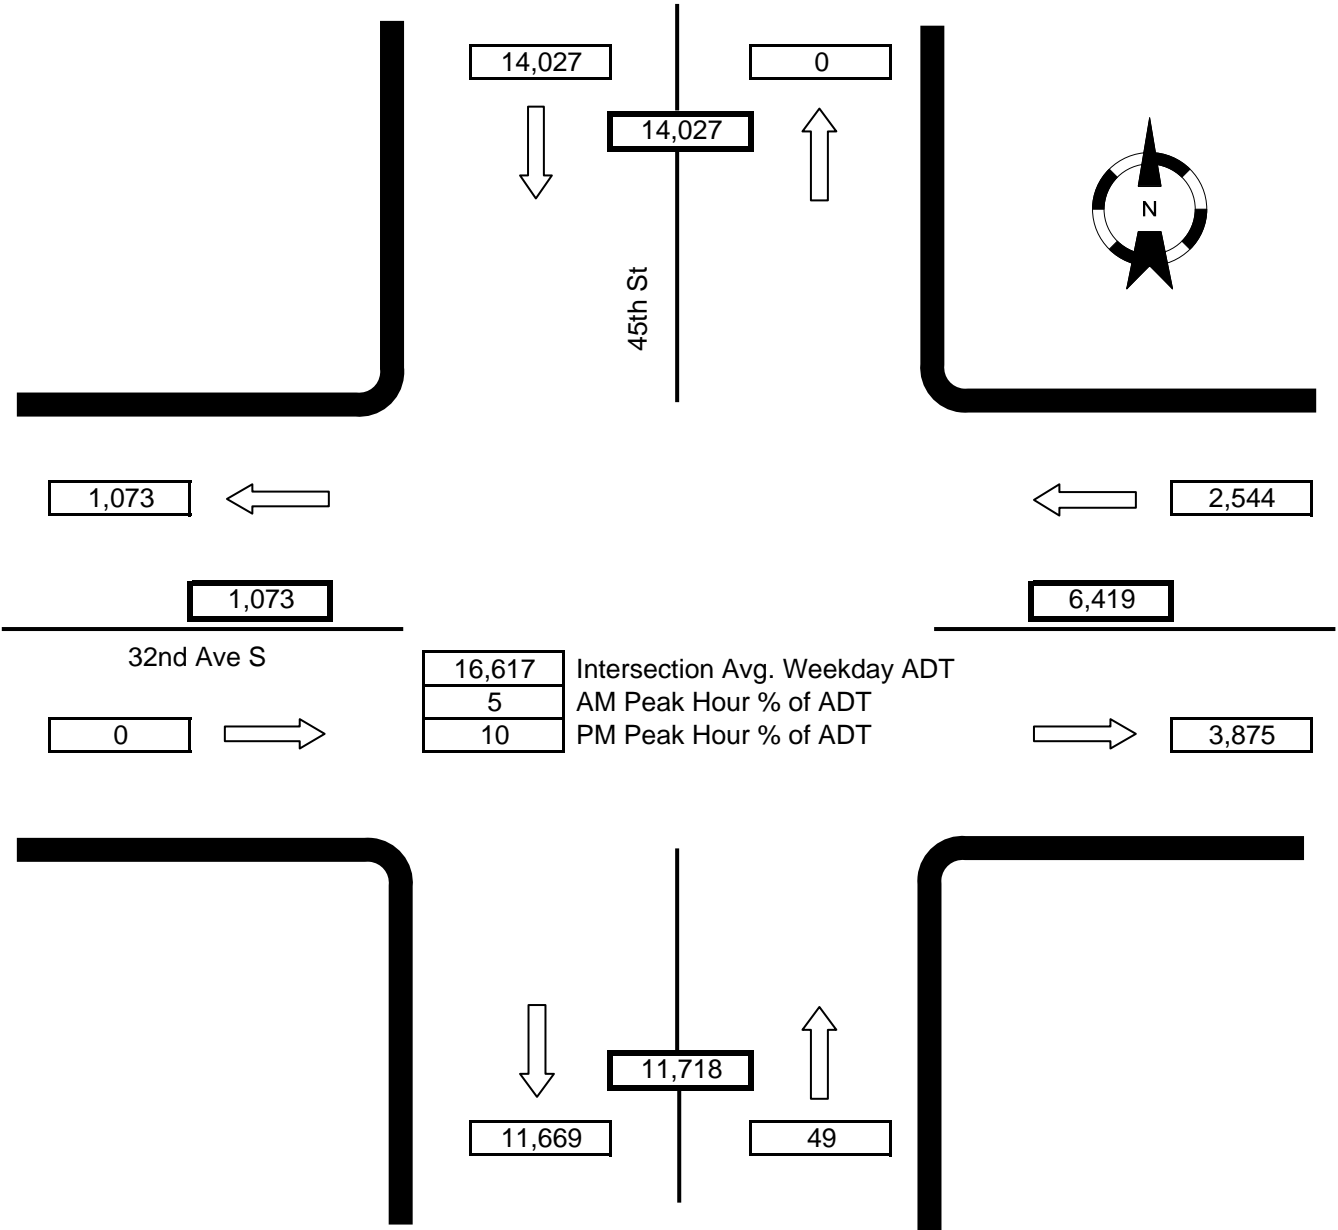 14,027
0
14,027
N
45th St
1,073
2,544
1,073
6,419
32nd Ave S
16,617 Intersection Avg. Weekday ADT
5 AM Peak Hour % of ADT
10 PM Peak Hour % of ADT
0
3,875
11,718
11,669
49